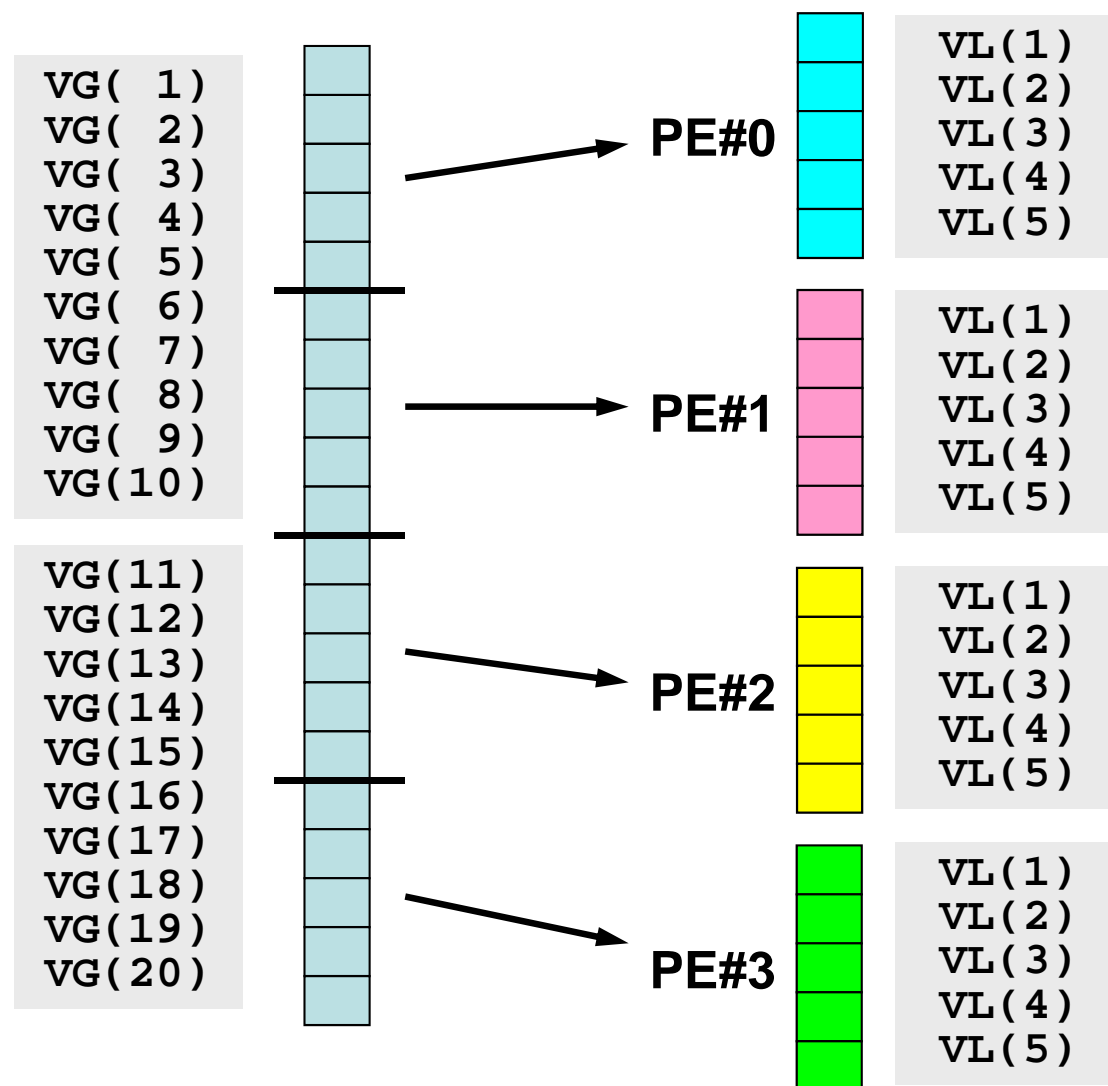 VG( 1)
VG( 2)
VG( 3)
VG( 4)
VG( 5)
VG( 6)
VG( 7)
VG( 8)
VG( 9)
VG(10)
VG(11)
VG(12)
VG(13)
VG(14)
VG(15)
VG(16)
VG(17)
VG(18)
VG(19)
VG(20)
PE#0
VL(1)
VL(2)
VL(3)
VL(4)
VL(5)
PE#1
VL(1)
VL(2)
VL(3)
VL(4)
VL(5)
PE#2
VL(1)
VL(2)
VL(3)
VL(4)
VL(5)
PE#3
VL(1)
VL(2)
VL(3)
VL(4)
VL(5)